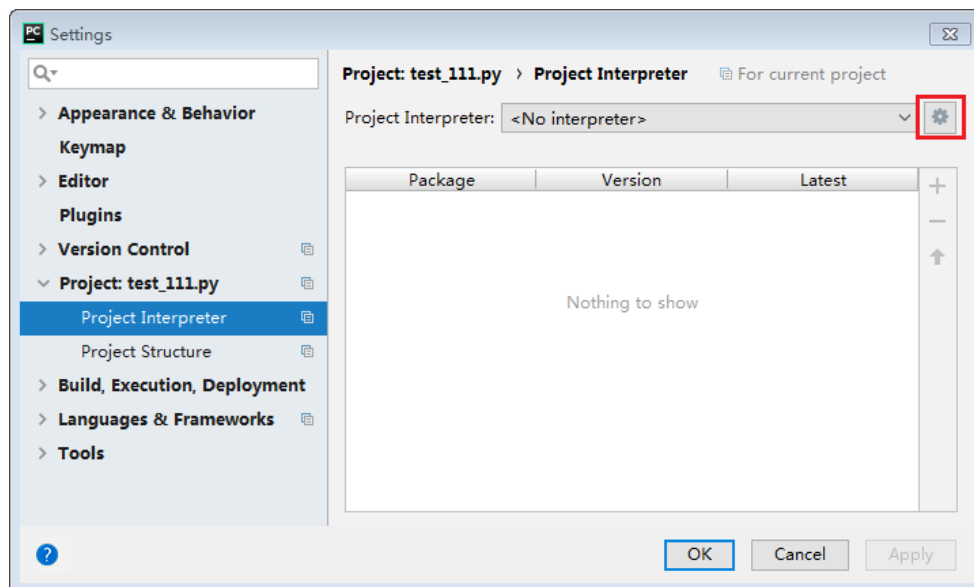 PC Settings
Project: test_111.py › Project Interpreter For current project
Project Interpreter: <No interpreter>
Appearance & Behavior
Keymap
Editor
Plugins
Version Control
Project: test_111.py
Project Interpreter
Project Structure
Build, Execution, Deployment
Languages & Frameworks
Tools
Package Version Latest
Nothing to show
? OK Cancel Apply